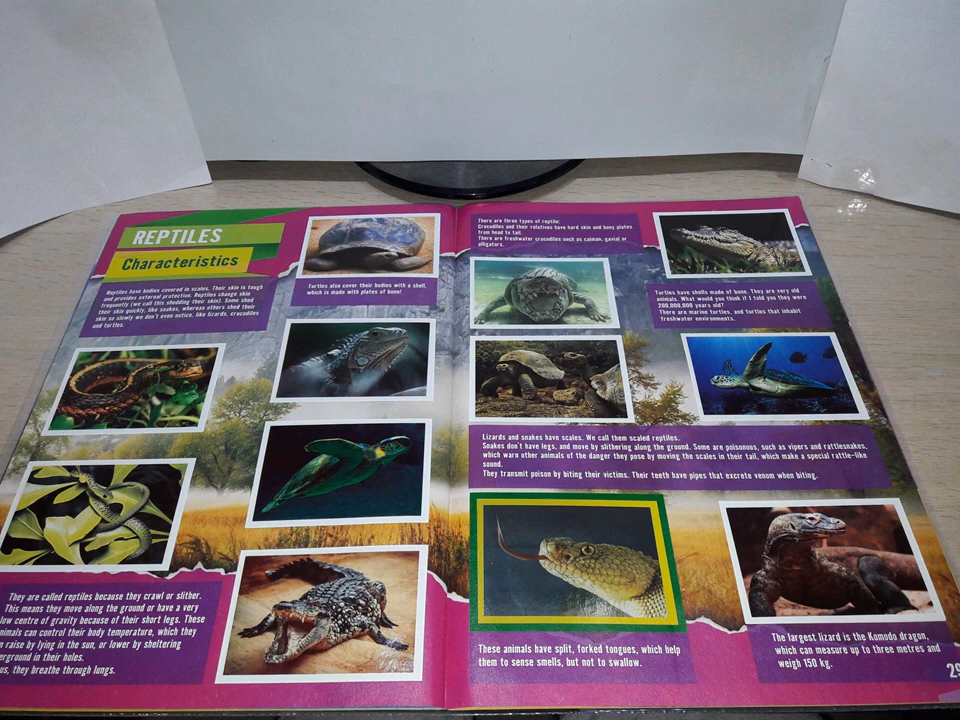 REPTILES
Characteristics
Reptiles have bodies covered in scales. Their skin is tough
and provides external protection. Reptiles change skin
frequently (we call this shedding their skin). Some shed
their skin quickly, like snakes, whereas others shed their
skin so slowly we don't even notice, like lizards, crocodiles
and turtles.
Turtles also cover their bodies with a shell,
which is made with plates of bone!
They are called reptiles because they crawl or slither.
This means they move along the ground or have a very
low centre of gravity because of their short legs. These
nimals can control their body temperature, which they
n raise by lying in the sun, or lower by sheltering
erground in their holes.
us, they breathe through lungs.
There are three types of reptile:
Crocodiles and their relatives have hard skin and bony plates
from head to tail.
There are freshwater crocodiles such as caiman, gavial or
alligators.
Turtles have shells made of bone. They are very old
animals. What would you think if I told you they were
200,000,000 years old?
There are marine turtles, and turtles that inhabit
freshwater environments.
Lizards and snakes have scales. We call them scaled reptiles.
Snakes don't have legs, and move by slithering along the ground. Some are poisonous, such as vipers and rattlesnakes,
which warn other animals of the danger they pose by moving the scales in their tail, which make a special rattle-like
sound.
They transmit poison by biting their victims. Their teeth have pipes that excrete venom when biting.
These animals have split, forked tongues, which help
them to sense smells, but not to swallow.
The largest lizard is the Komodo dragon,
which can measure up to three metres and
weigh 150 kg.